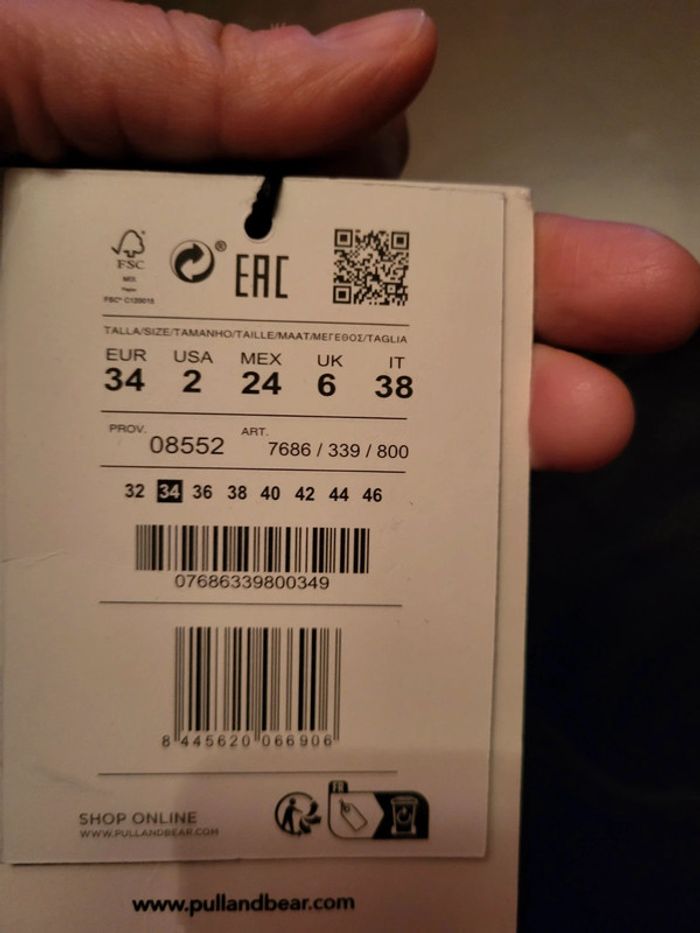 FSC
MIX
FSC® C139015
®
EAC
TALLA/SIZE/TAMANHO/TAILLE/MAAT/ΜΕΓΕΘΟΣ/TAGLIA
EUR USA MEX UK IT
34 2 24 6 38
PROV. 08552 ART. 7686 / 339 / 800
32 34 36 38 40 42 44 46
07686339800349
8 445620 066906
FR
SHOP ONLINE
WWW.PULLANDBEAR.COM
www.pullandbear.com